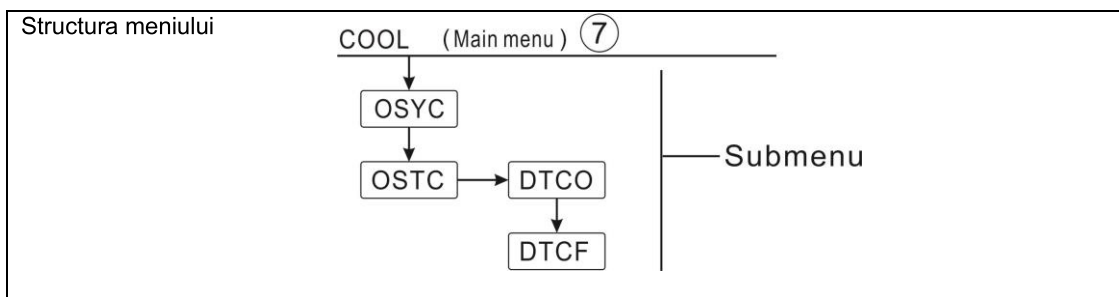 Structura meniului
COOL (Main menu) 7
OSYC
OSTC DTCO
Submenu
DTCF